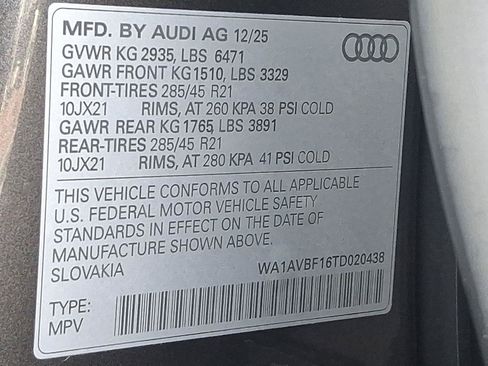 MFD. BY AUDI AG 12/25
GVWR KG 2935, LBS 6471
GAWR FRONT KG1510, LBS 3329
FRONT-TIRES 285/45 R21
10JX21 RIMS, AT 260 KPA 38 PSI COLD
GAWR REAR KG 1765, LBS 3891
REAR-TIRES 285/45 R21
10JX21 RIMS, AT 280 KPA 41 PSI COLD
THIS VEHICLE CONFORMS TO ALL APPLICABLE
U.S. FEDERAL MOTOR VEHICLE SAFETY
STANDARDS IN EFFECT ON THE DATE OF
MANUFACTURE SHOWN ABOVE.
SLOVAKIA WA1AVBF16TD020438
TYPE:
MPV